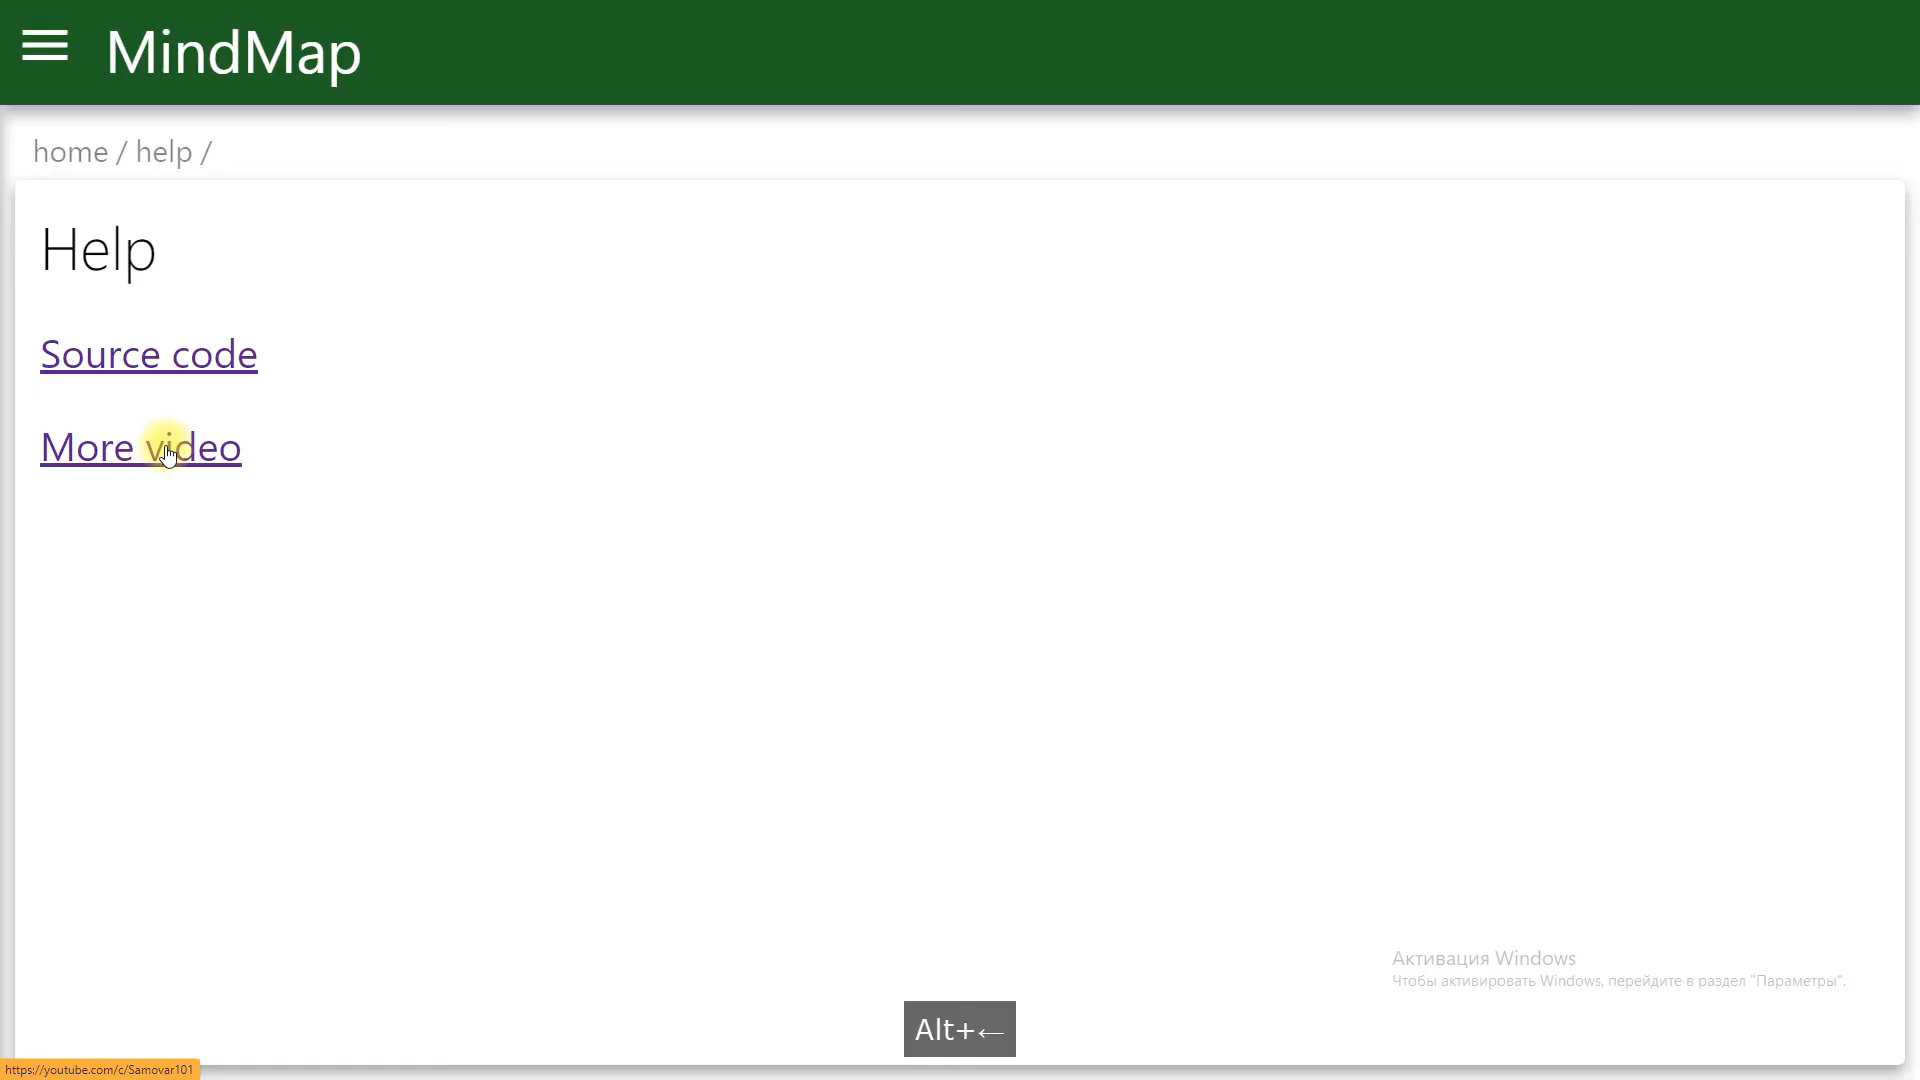 MindMap
home / help /
Help
Source code
More video
Активация Windows
Чтобы активировать Windows, перейдите в раздел "Параметры".
Alt+←
https://youtube.com/c/Samovar101